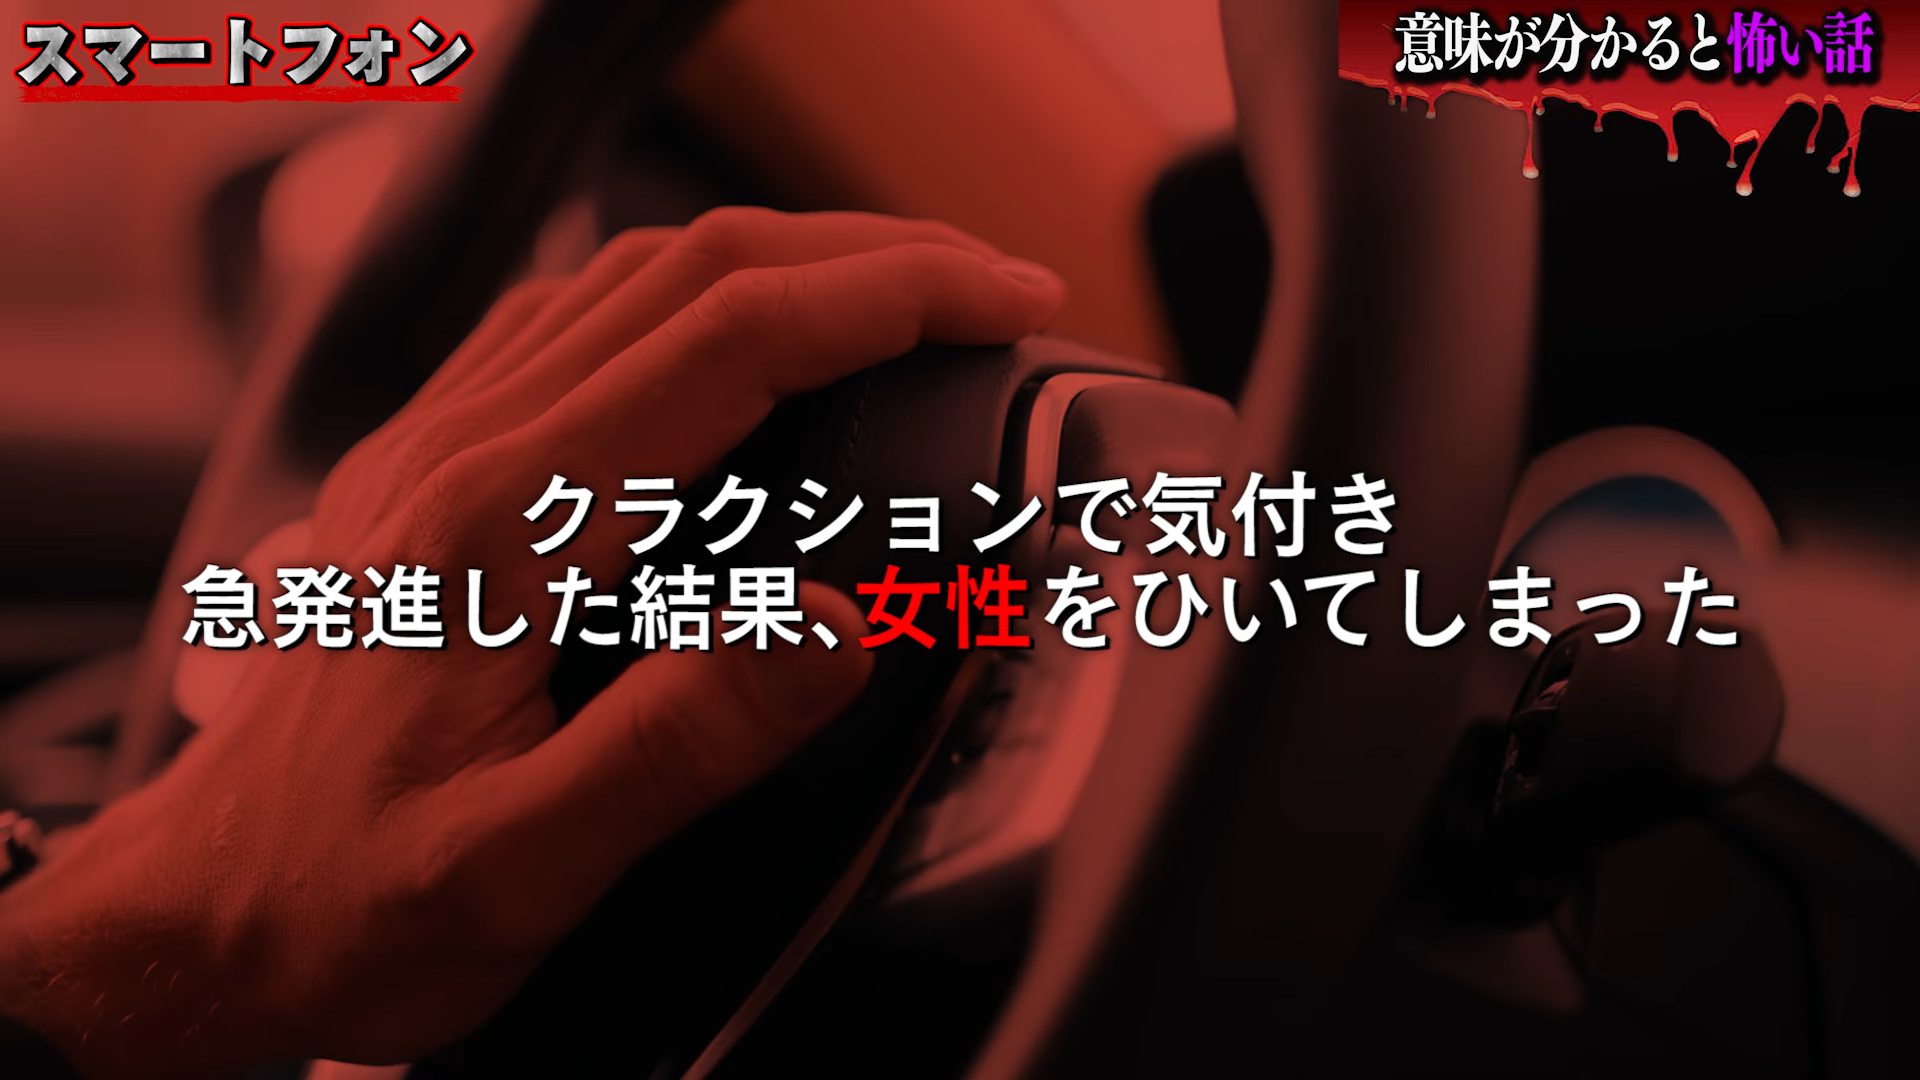 スマートフォン
意味が分かると怖い話
クラクションで気付き
急発進した結果、女性をひいてしまった